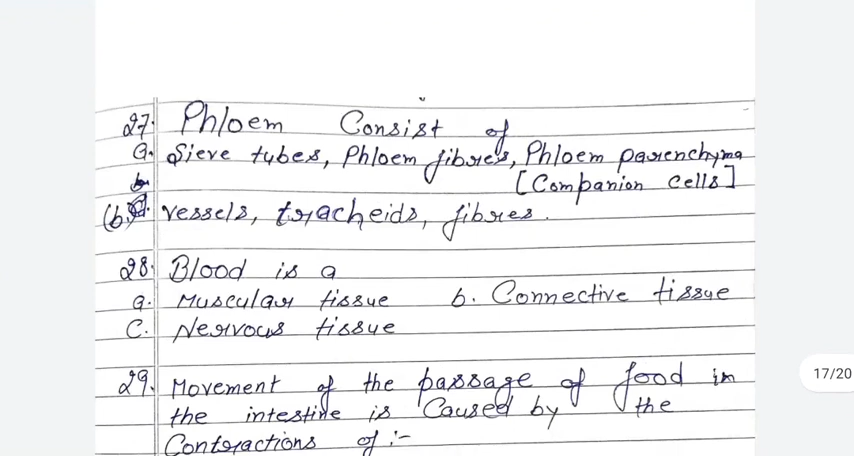 27. Phloem Consist of
a. Sieve tubes, Phloem fibres, Phloem parenchyma
[Companion cells]
(b) vessels, tracheids, fibres.
28. Blood is a
a. Muscular tissue b. Connective tissue
C. Nervous tissue
29. Movement of the passage of food in
the intestine is Caused by the
Contractions of :-
17/20